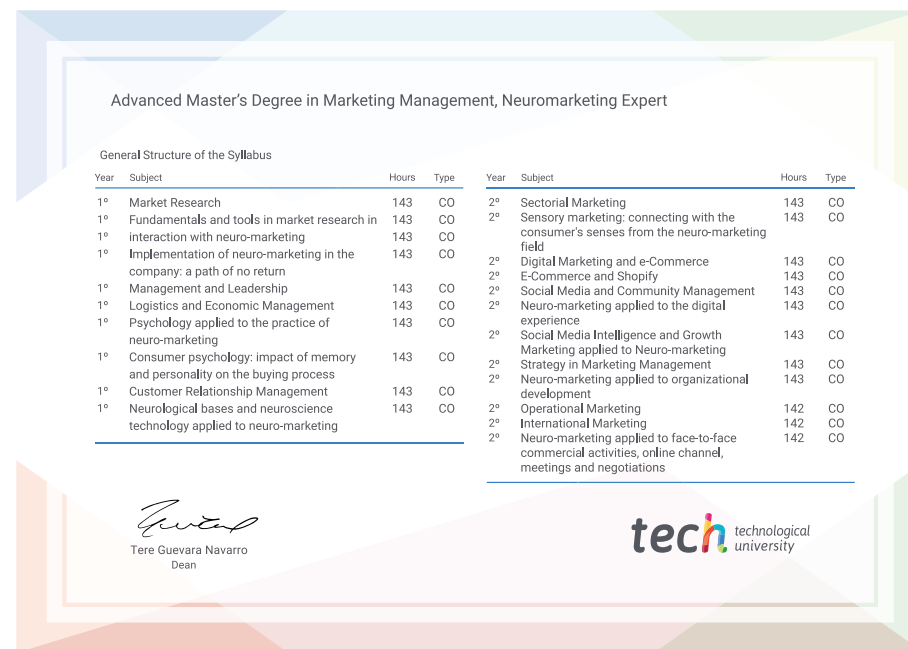 Advanced Master's Degree in Marketing Management, Neuromarketing Expert
General Structure of the Syllabus
Year Subject Hours Type
1º Market Research 143 CO
1º Fundamentals and tools in market research in 143 CO
1º interaction with neuro-marketing 143 CO
1º Implementation of neuro-marketing in the 143 CO
company: a path of no return
1º Management and Leadership 143 CO
1º Logistics and Economic Management 143 CO
1º Psychology applied to the practice of 143 CO
neuro-marketing
1º Consumer psychology: impact of memory 143 CO
and personality on the buying process
1º Customer Relationship Management 143 CO
1º Neurological bases and neuroscience 143 CO
technology applied to neuro-marketing
Year Subject Hours Type
2º Sectorial Marketing 143 CO
2º Sensory marketing: connecting with the 143 CO
consumer's senses from the neuro-marketing
field
2º Digital Marketing and e-Commerce 143 CO
2º E-Commerce and Shopify 143 CO
2º Social Media and Community Management 143 CO
2º Neuro-marketing applied to the digital 143 CO
experience
2º Social Media Intelligence and Growth 143 CO
Marketing applied to Neuro-marketing
2º Strategy in Marketing Management 143 CO
2º Neuro-marketing applied to organizational 143 CO
development
2º Operational Marketing 142 CO
2º International Marketing 142 CO
2º Neuro-marketing applied to face-to-face 142 CO
commercial activities, online channel,
meetings and negotiations
Tere Guevara Navarro
Dean
tech technological
university